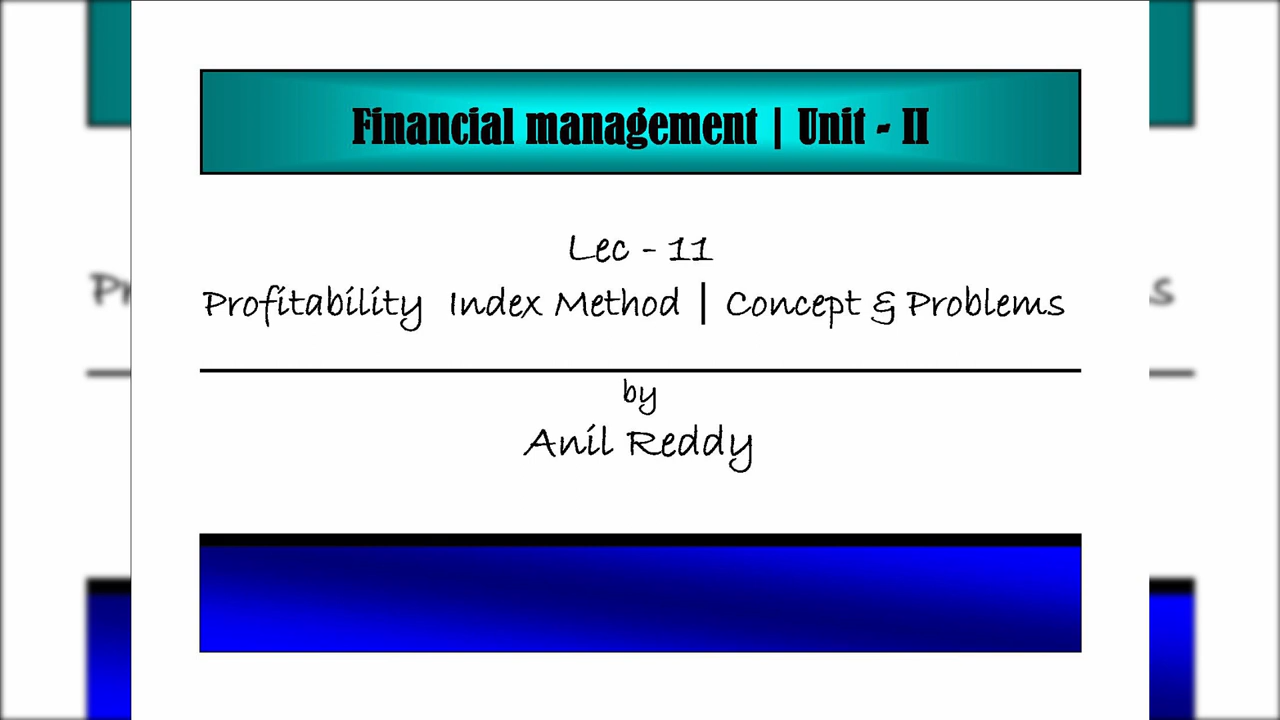 Financial management | Unit - II
Lec - 11
Profitability Index Method | Concept & Problems
by
Anil Reddy